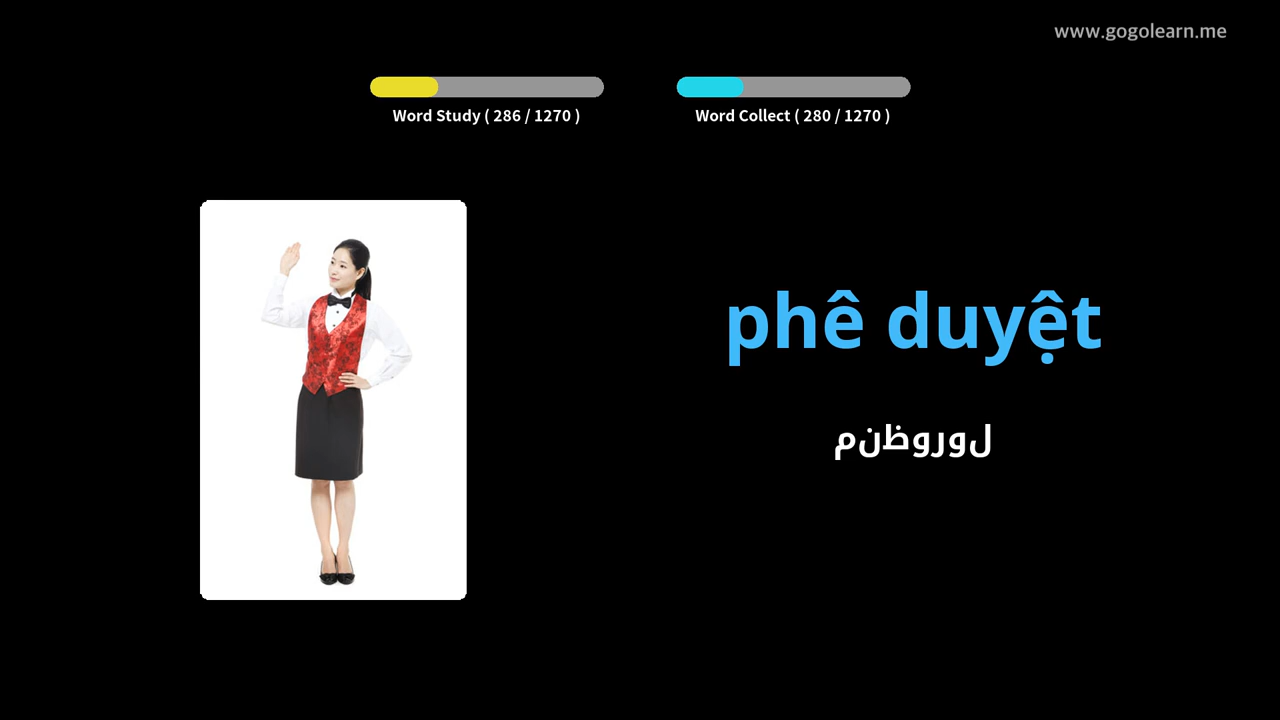 www.gogolearn.me
Word Study ( 286 / 1270 )
Word Collect ( 280 / 1270 )
phê duyệt
لوروظنم